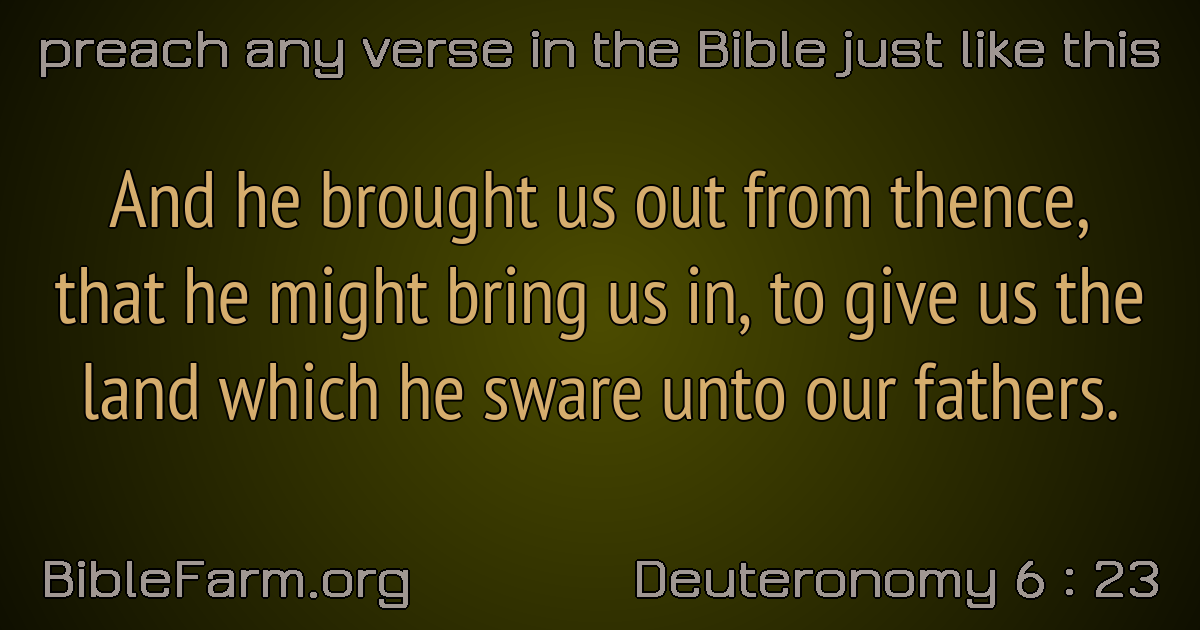 preach any verse in the Bible just like this
And he brought us out from thence,
that he might bring us in, to give us the
land which he sware unto our fathers.
BibleFarm.org
Deuteronomy 6 : 23